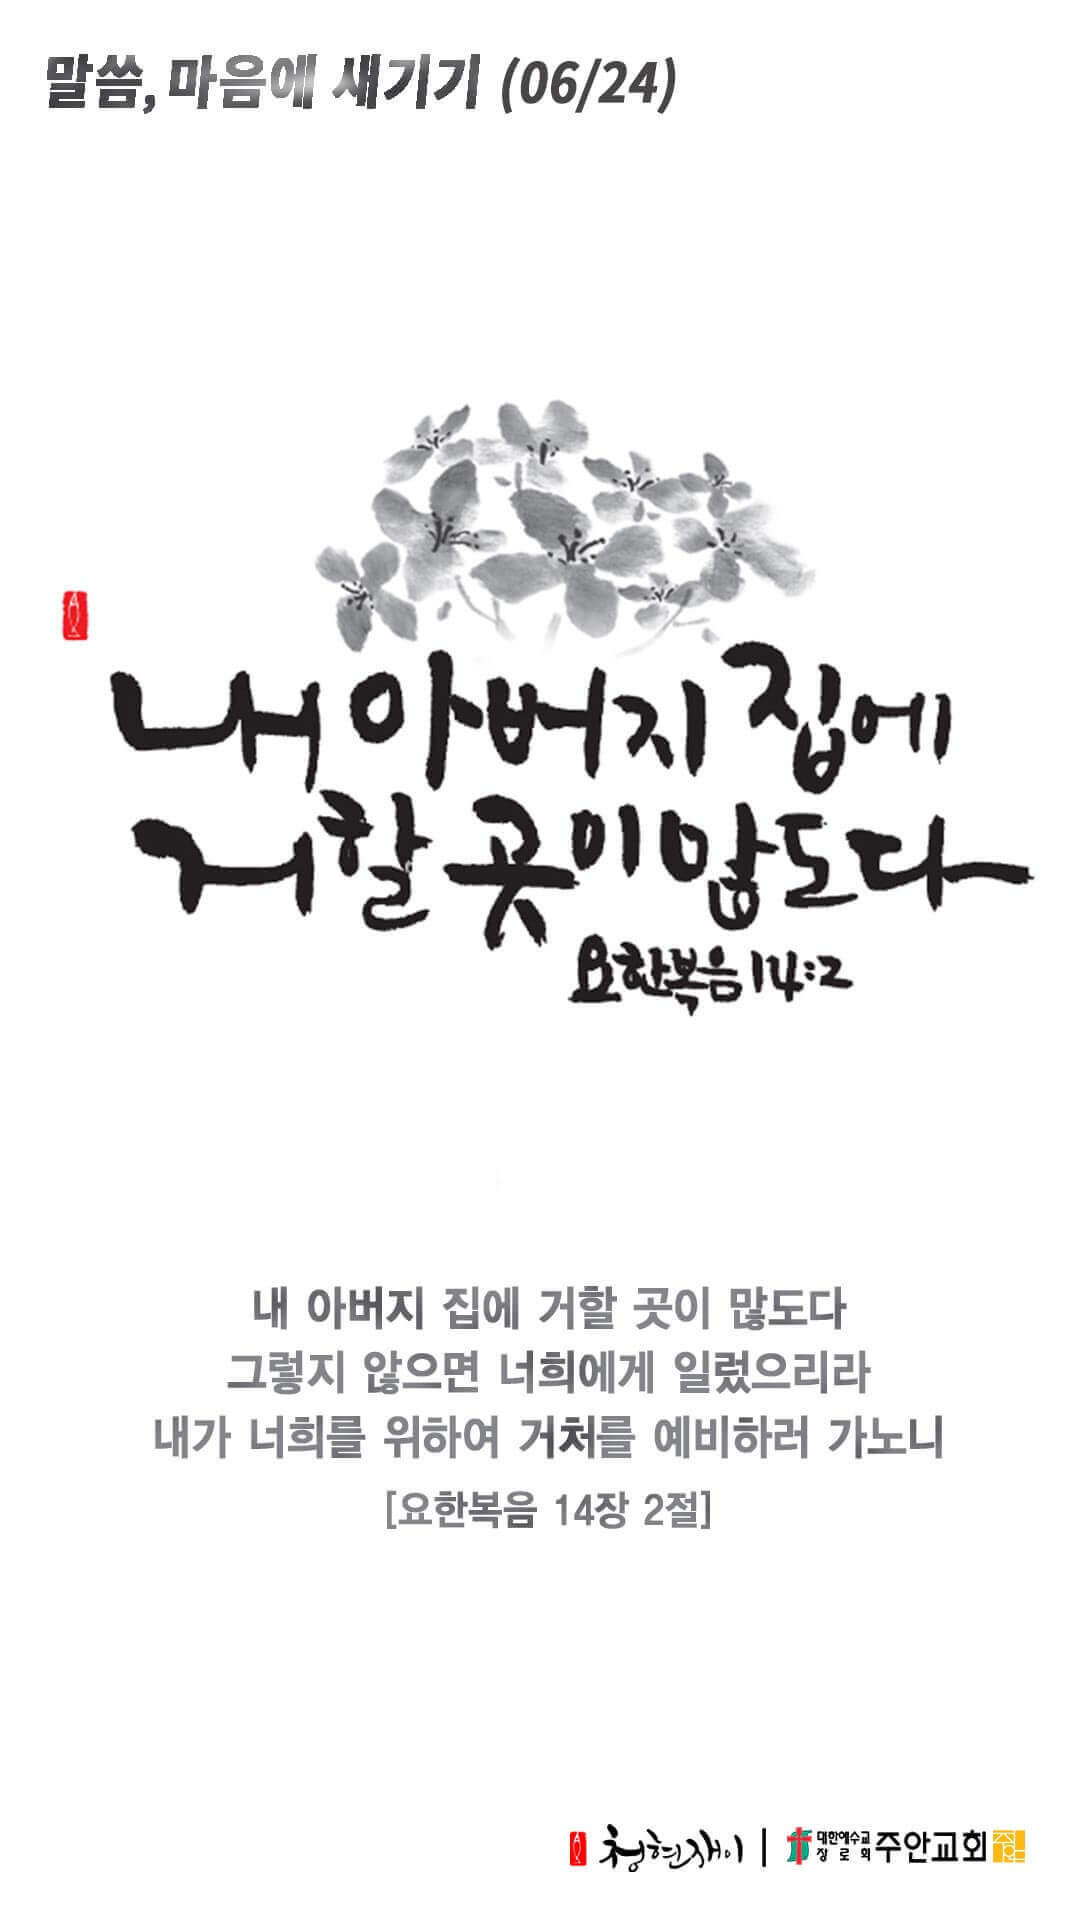 말씀, 마음에 새기기 (06/24)
내 아버지 집에
거할 곳이 많도다
요한복음 14:2
내 아버지 집에 거할 곳이 많도다
그렇지 않으면 너희에게 일렀으리라
내가 너희를 위하여 거처를 예비하러 가노니
[요한복음 14장 2절]
청현재이 | 대한예수교 장로회 주안교회